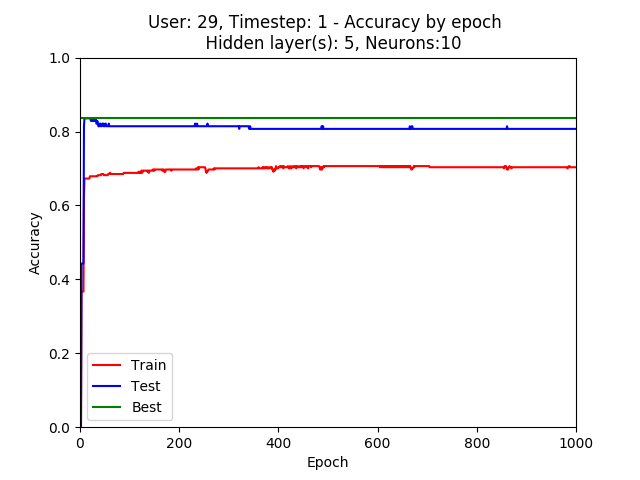 User: 29, Timestep: 1 - Accuracy by epoch
Hidden layer(s): 5, Neurons:10
1.0
0.8
0.6
0.4
0.2
0.0
Accuracy
Train
Test
Best
0 200 400 600 800 1000
Epoch